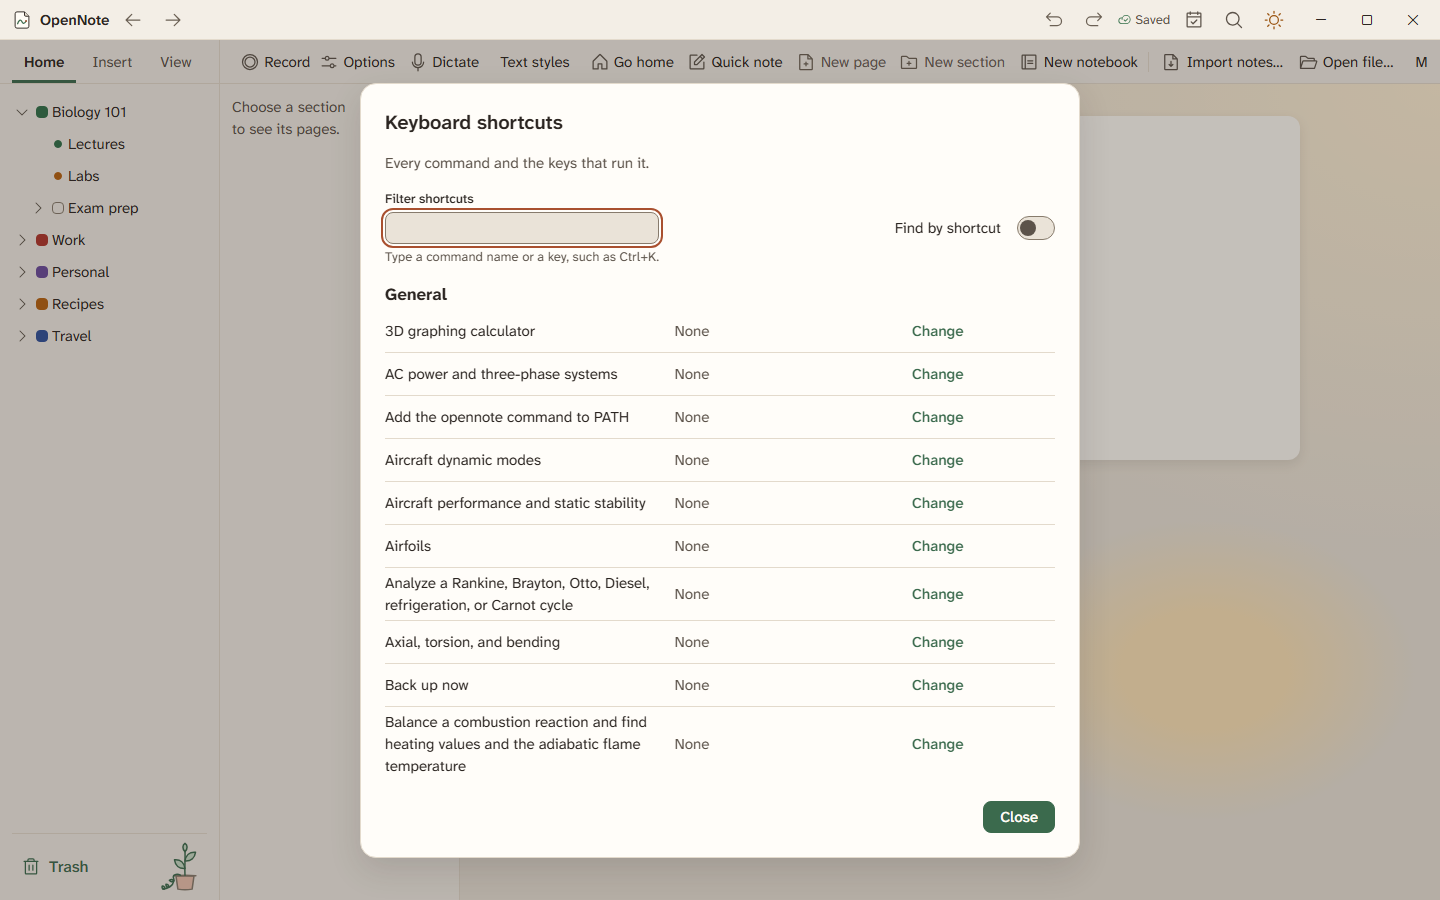 OpenNote
Saved
Home
Insert
View
Record
Options
Dictate
Text styles
Go home
Quick note
New page
New section
New notebook
Import notes...
Open file...
M
Biology 101
Lectures
Labs
Exam prep
Work
Personal
Recipes
Travel
Trash
Choose a section
to see its pages.
Keyboard shortcuts
Every command and the keys that run it.
Filter shortcuts
Find by shortcut
Type a command name or a key, such as Ctrl+K.
General
3D graphing calculator None Change
AC power and three-phase systems None Change
Add the opennote command to PATH None Change
Aircraft dynamic modes None Change
Aircraft performance and static stability None Change
Airfoils None Change
Analyze a Rankine, Brayton, Otto, Diesel,
refrigeration, or Carnot cycle None Change
Axial, torsion, and bending None Change
Back up now None Change
Balance a combustion reaction and find
heating values and the adiabatic flame None Change
temperature
Close